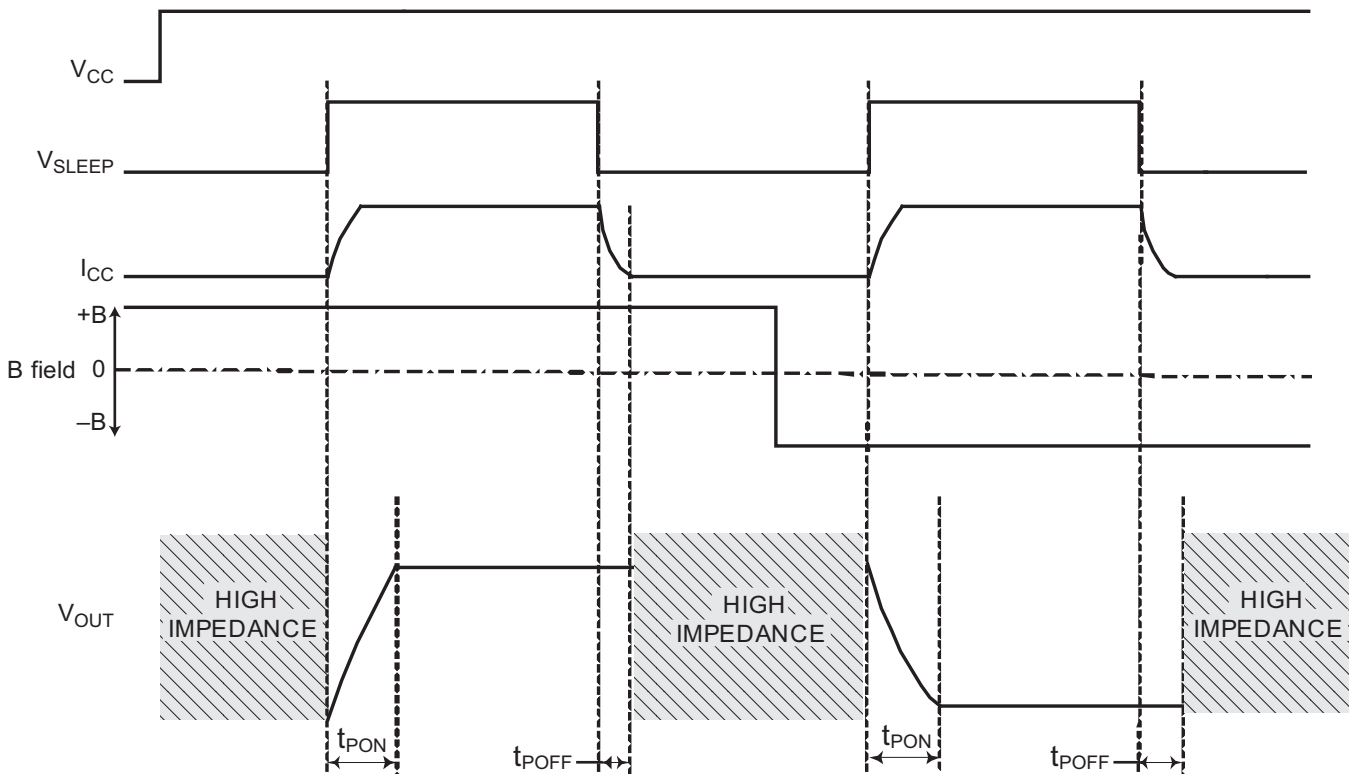 VCC
VSLEEP
ICC
+B
B field 0
–B
VOUT
HIGH
IMPEDANCE
HIGH
IMPEDANCE
HIGH
IMPEDANCE
tPON
tPOFF
tPON
tPOFF